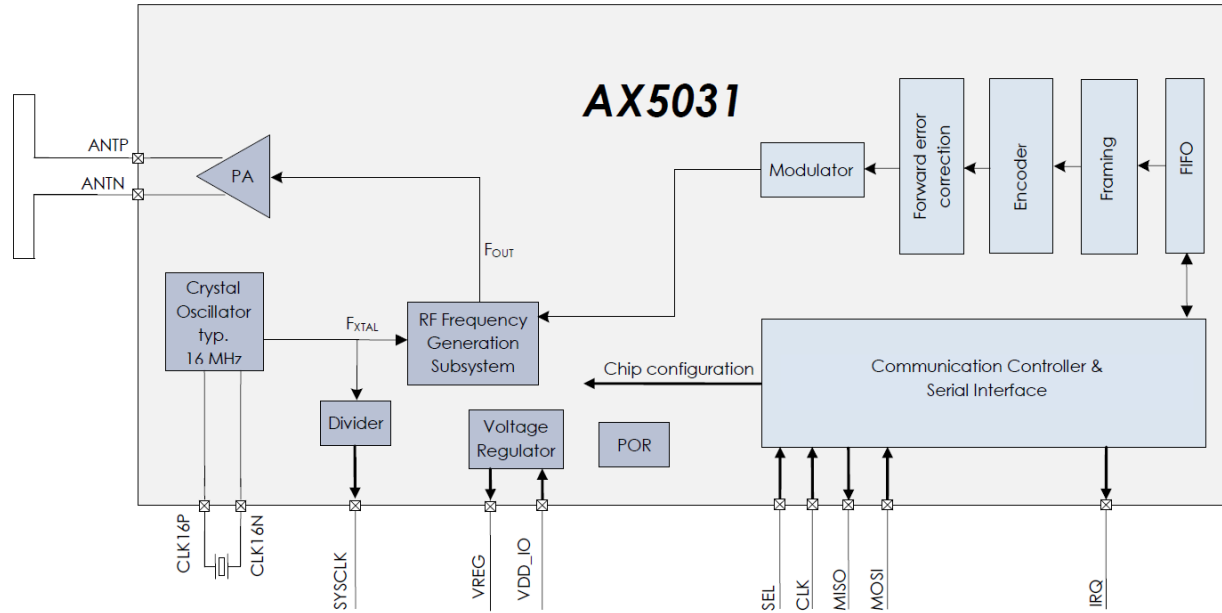 AX5031
ANTP
ANTN
PA
Modulator
Forward error
correction
Encoder
Framing
FIFO
FOUT
Crystal
Oscillator
typ.
16 MHz
FXTAL
RF Frequency
Generation
Subsystem
Chip configuration
Communication Controller &
Serial Interface
Divider
Voltage
Regulator
POR
CLK16P
CLK16N
SYSCLK
VREG
VDD_IO
SEL
CLK
MISO
MOSI
IRQ